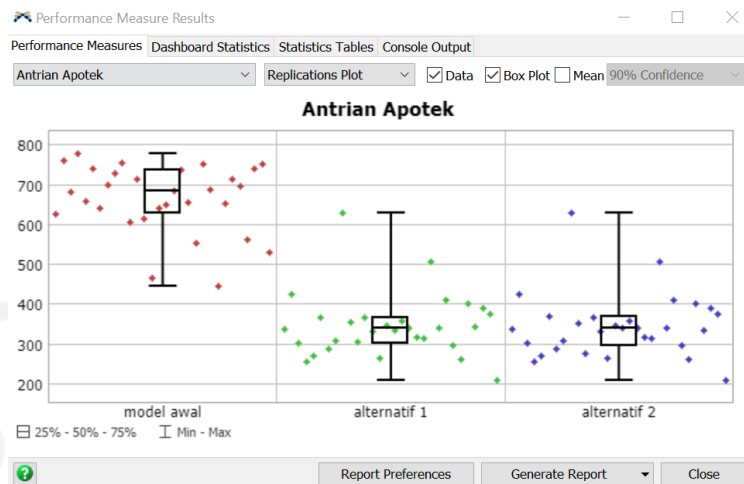 Performance Measure Results
Performance Measures Dashboard Statistics Statistics Tables Console Output
Antrian Apotek Replications Plot Data Box Plot Mean 90% Confidence
Antrian Apotek
800
700
600
500
400
300
200
model awal alternatif 1 alternatif 2
25% - 50% - 75% Min - Max
? Report Preferences Generate Report Close